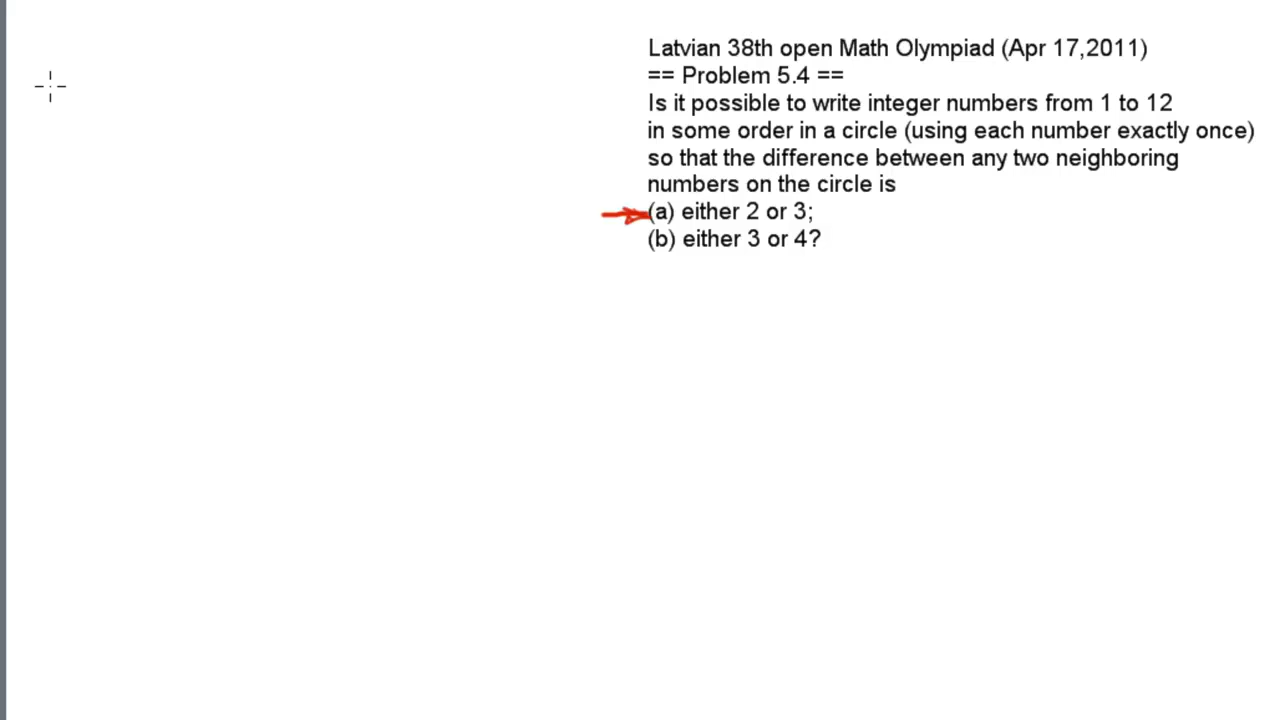 Latvian 38th open Math Olympiad (Apr 17,2011)
== Problem 5.4 ==
Is it possible to write integer numbers from 1 to 12
in some order in a circle (using each number exactly once)
so that the difference between any two neighboring
numbers on the circle is
(a) either 2 or 3;
(b) either 3 or 4?